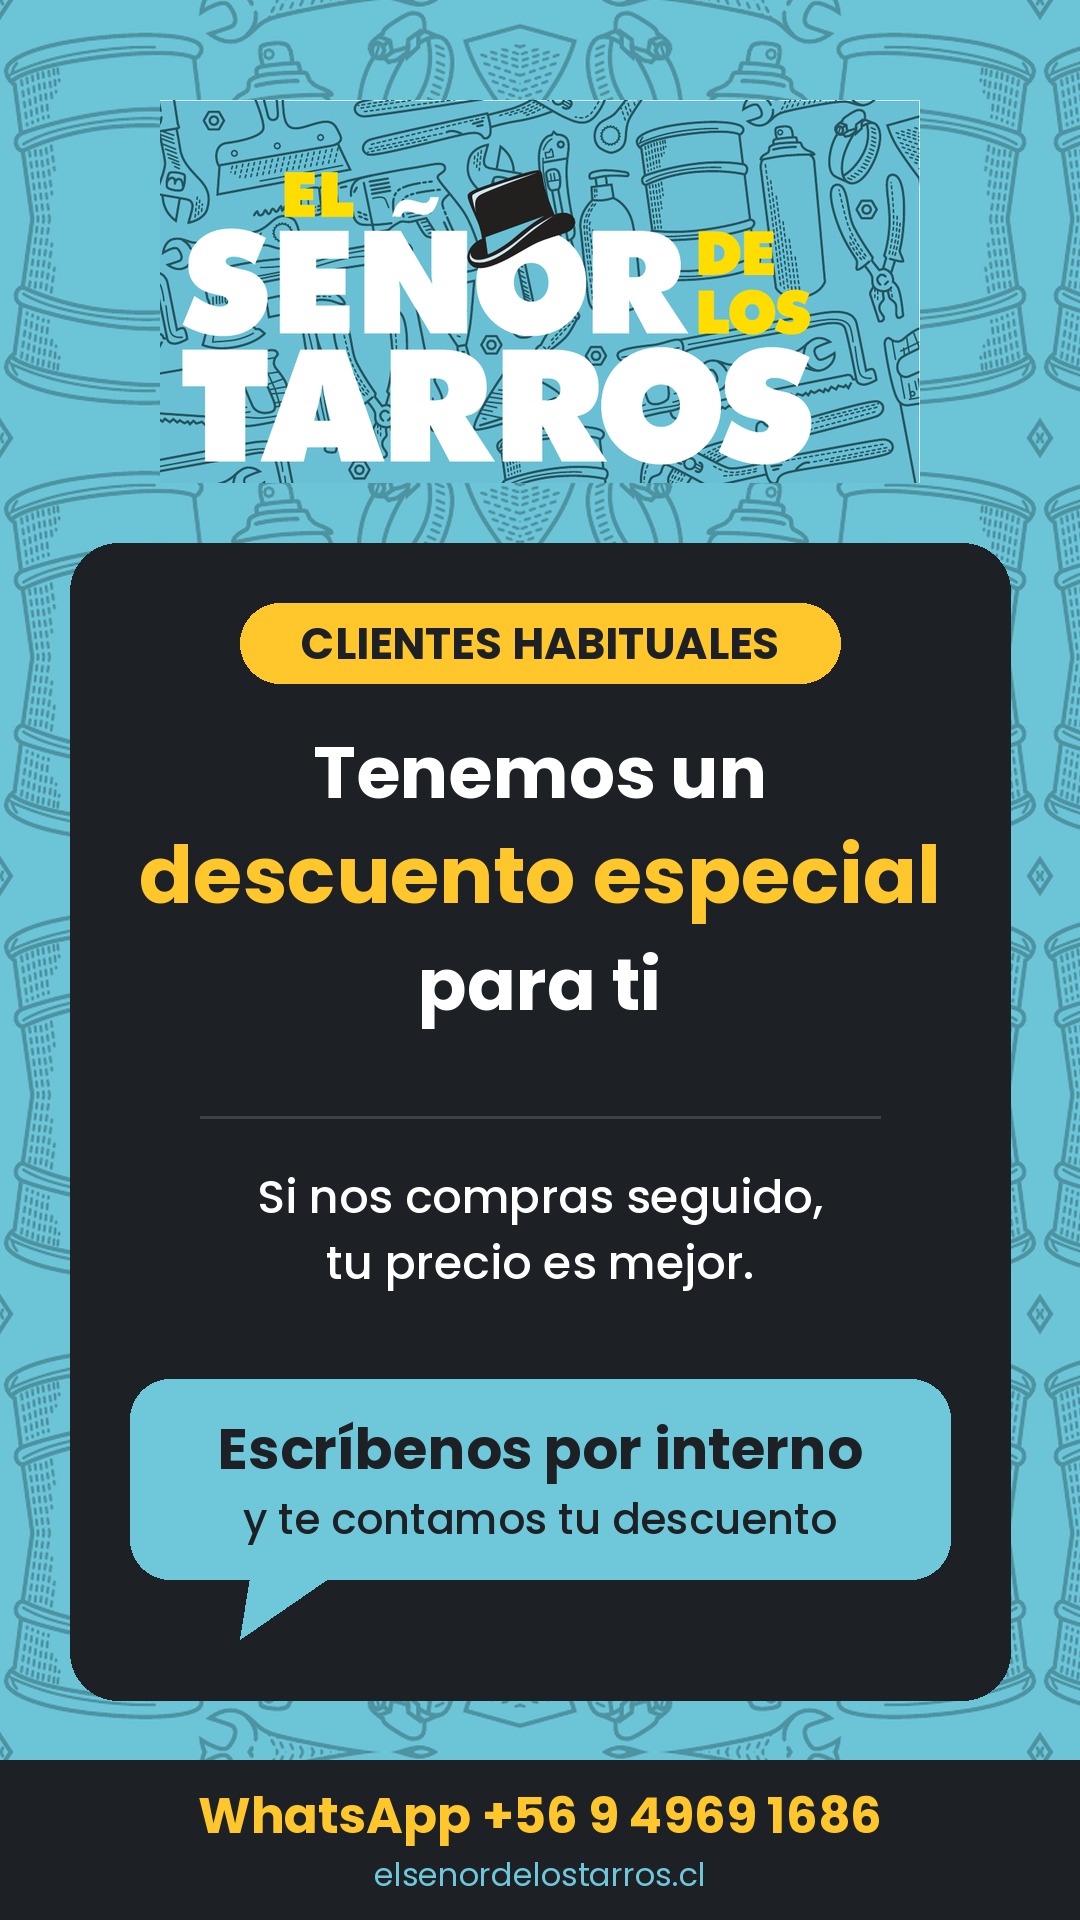 EL
SEÑOR DE LOS
TARROS
CLIENTES HABITUALES
Tenemos un
descuento especial
para ti
Si nos compras seguido,
tu precio es mejor.
Escríbenos por interno
y te contamos tu descuento
WhatsApp +56 9 4969 1686
elsenordelostarros.cl